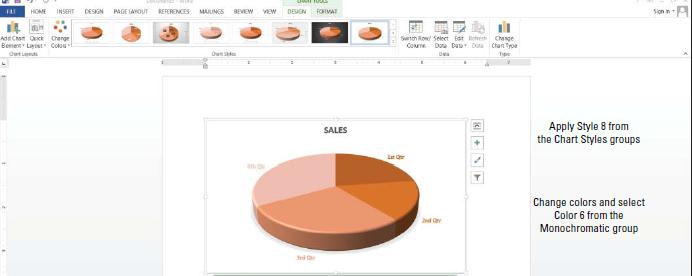 CHART TOOLS
Sign in
FILE HOME INSERT DESIGN PAGE LAYOUT REFERENCES MAILINGS REVIEW VIEW DESIGN FORMAT
Add Chart Quick Change Switch Row/ Select Edit Refresh Change
Element Layout Colors Column Data Data Data Chart Type
Chart Layouts Chart Styles Data Type
SALES
1st Qtr
4th Qtr
2nd Qtr
3rd Qtr
Apply Style 8 from
the Chart Styles groups
Change colors and select
Color 6 from the
Monochromatic group